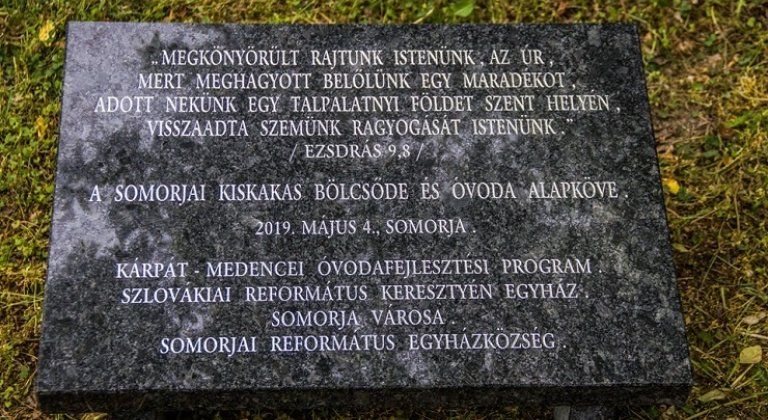 „MEGKÖNYÖRÜLT RAJTUNK ISTENÜNK, AZ ÚR,
MERT MEGHAGYOTT BELŐLÜNK EGY MARADÉKOT,
ADOTT NEKÜNK EGY TALPALATNYI FÖLDET SZENT HELYÉN,
VISSZAADTA SZEMÜNK RAGYOGÁSÁT ISTENÜNK.”
/ EZSDRÁS 9,8 /
A SOMORJAI KISKAKAS BÖLCSŐDE ÉS ÓVODA ALAPKÖVE.
2019. MÁJUS 4., SOMORJA.
KÁRPÁT - MEDENCEI ÓVODAFEJLESZTÉSI PROGRAM.
SZLOVÁKIAI REFORMÁTUS KERESZTYÉN EGYHÁZ.
SOMORJA VÁROSA.
SOMORJAI REFORMÁTUS EGYHÁZKÖZSÉG.